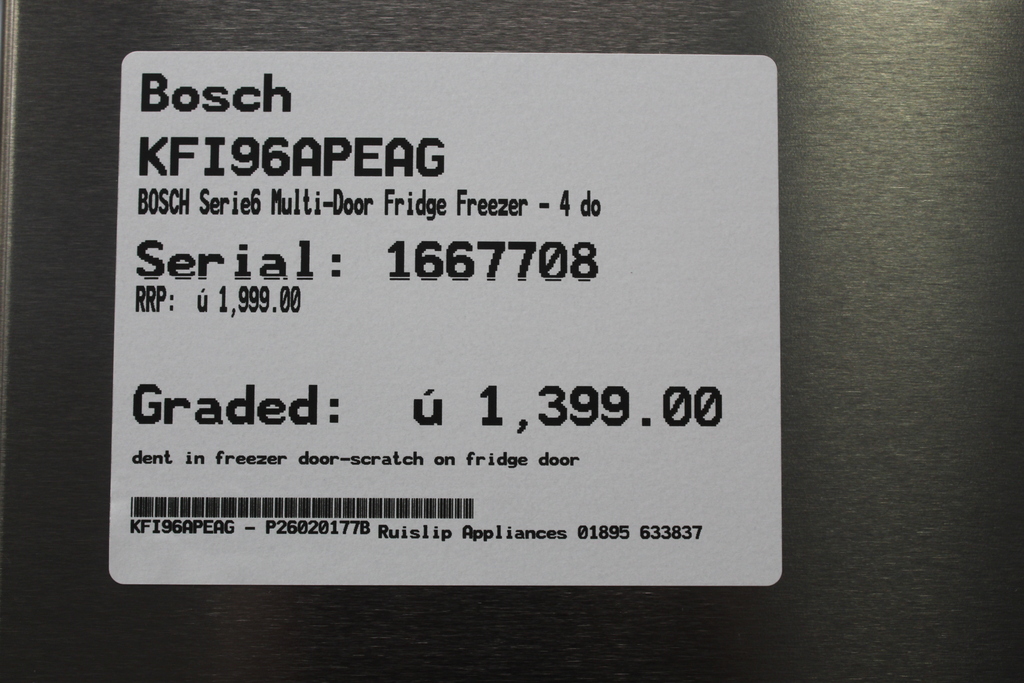 Bosch
KFI96APEAG
BOSCH Serie6 Multi-Door Fridge Freezer - 4 do
Serial: 1667708
RRP: ú 1,999.00
Graded: ú 1,399.00
dent in freezer door-scratch on fridge door
KFI96APEAG - P26020177B Ruislip Appliances 01895 633837